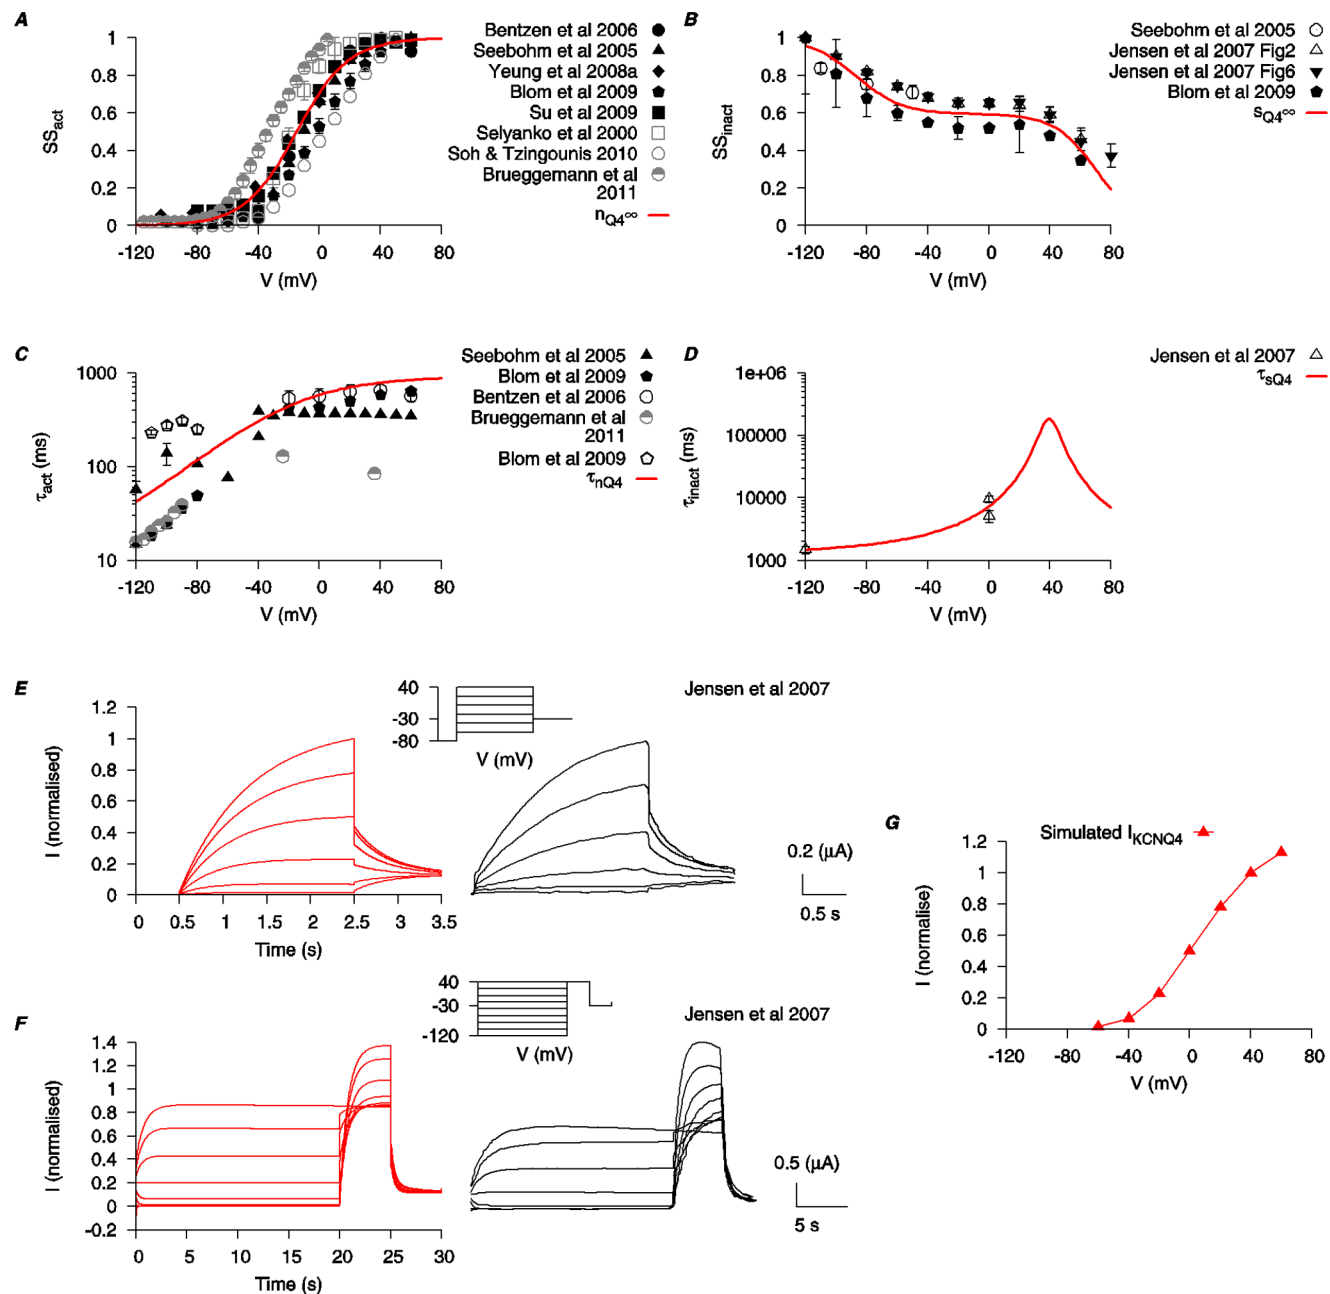 A
SS_act
1
0.8
0.6
0.4
0.2
0
-120 -80 -40 0 40 80
V (mV)
Bentzen et al 2006
Seebohm et al 2005
Yeung et al 2008a
Blom et al 2009
Su et al 2009
Selyanko et al 2000
Soh & Tzingounis 2010
Brueggemann et al
2011
n_Q4^∞
B
SS_inact
1
0.8
0.6
0.4
0.2
0
-120 -80 -40 0 40 80
V (mV)
Seebohm et al 2005
Jensen et al 2007 Fig2
Jensen et al 2007 Fig6
Blom et al 2009
s_Q4^∞
C
τ_act (ms)
1000
100
10
-120 -80 -40 0 40 80
V (mV)
Seebohm et al 2005
Blom et al 2009
Bentzen et al 2006
Brueggemann et al
2011
Blom et al 2009
τ_nQ4
D
τ_inact (ms)
1e+06
100000
10000
1000
-120 -80 -40 0 40 80
V (mV)
Jensen et al 2007
τ_sQ4
E
I (normalised)
1.2
1
0.8
0.6
0.4
0.2
0
0 0.5 1 1.5 2 2.5 3 3.5
Time (s)
40
-30
-80
V (mV)
Jensen et al 2007
0.2 (μA)
0.5 s
F
I (normalised)
1.4
1.2
1
0.8
0.6
0.4
0.2
0
-0.2
0 5 10 15 20 25 30
Time (s)
40
-30
-120
V (mV)
Jensen et al 2007
0.5 (μA)
5 s
G
I (normalise)
1.2
1
0.8
0.6
0.4
0.2
0
-120 -80 -40 0 40 80
V (mV)
Simulated I_KCNQ4